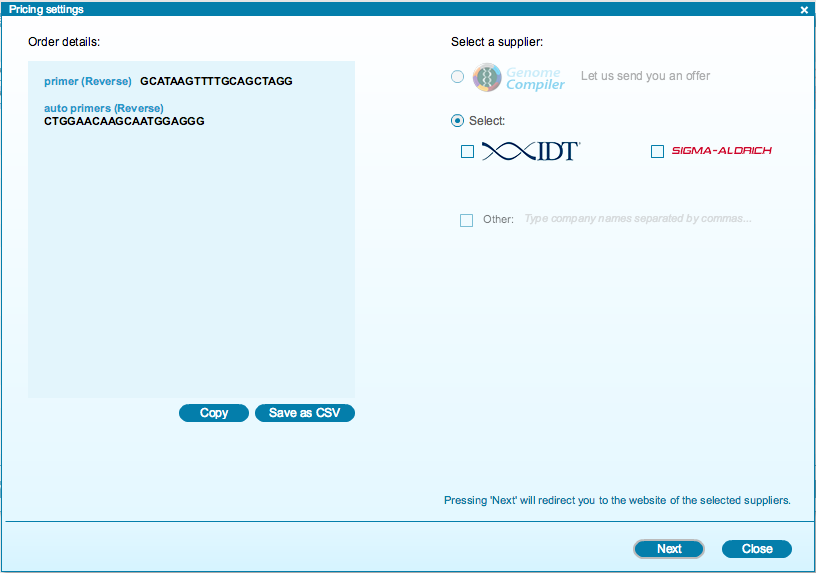 Pricing settings
Order details:
primer (Reverse) GCATAAGTTTTGCAGCTAGG
auto primers (Reverse)
CTGGAACAAGCAATGGAGGG
Copy Save as CSV
Select a supplier:
Genome
Compiler
Let us send you an offer
Select:
IDT
SIGMA-ALDRICH
Other: Type company names separated by commas...
Pressing 'Next' will redirect you to the website of the selected suppliers.
Next Close